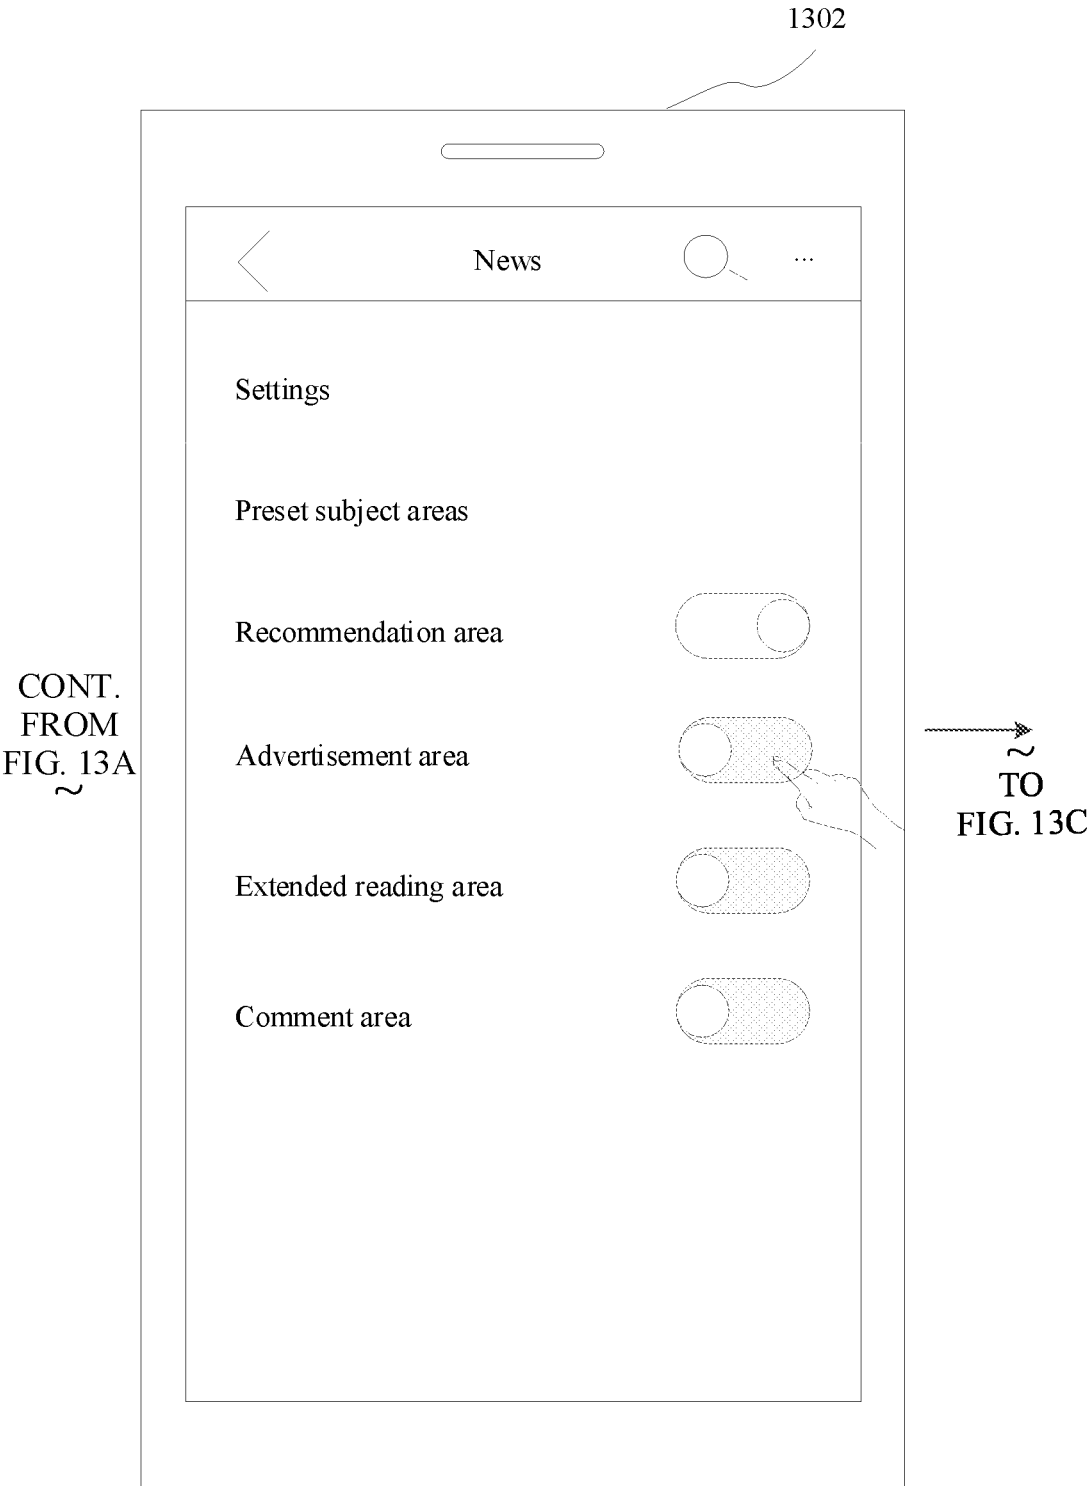 1302
News
...
Settings
Preset subject areas
Recommendation area
CONT.
FROM
FIG. 13A
Advertisement area
TO
FIG. 13C
Extended reading area
Comment area